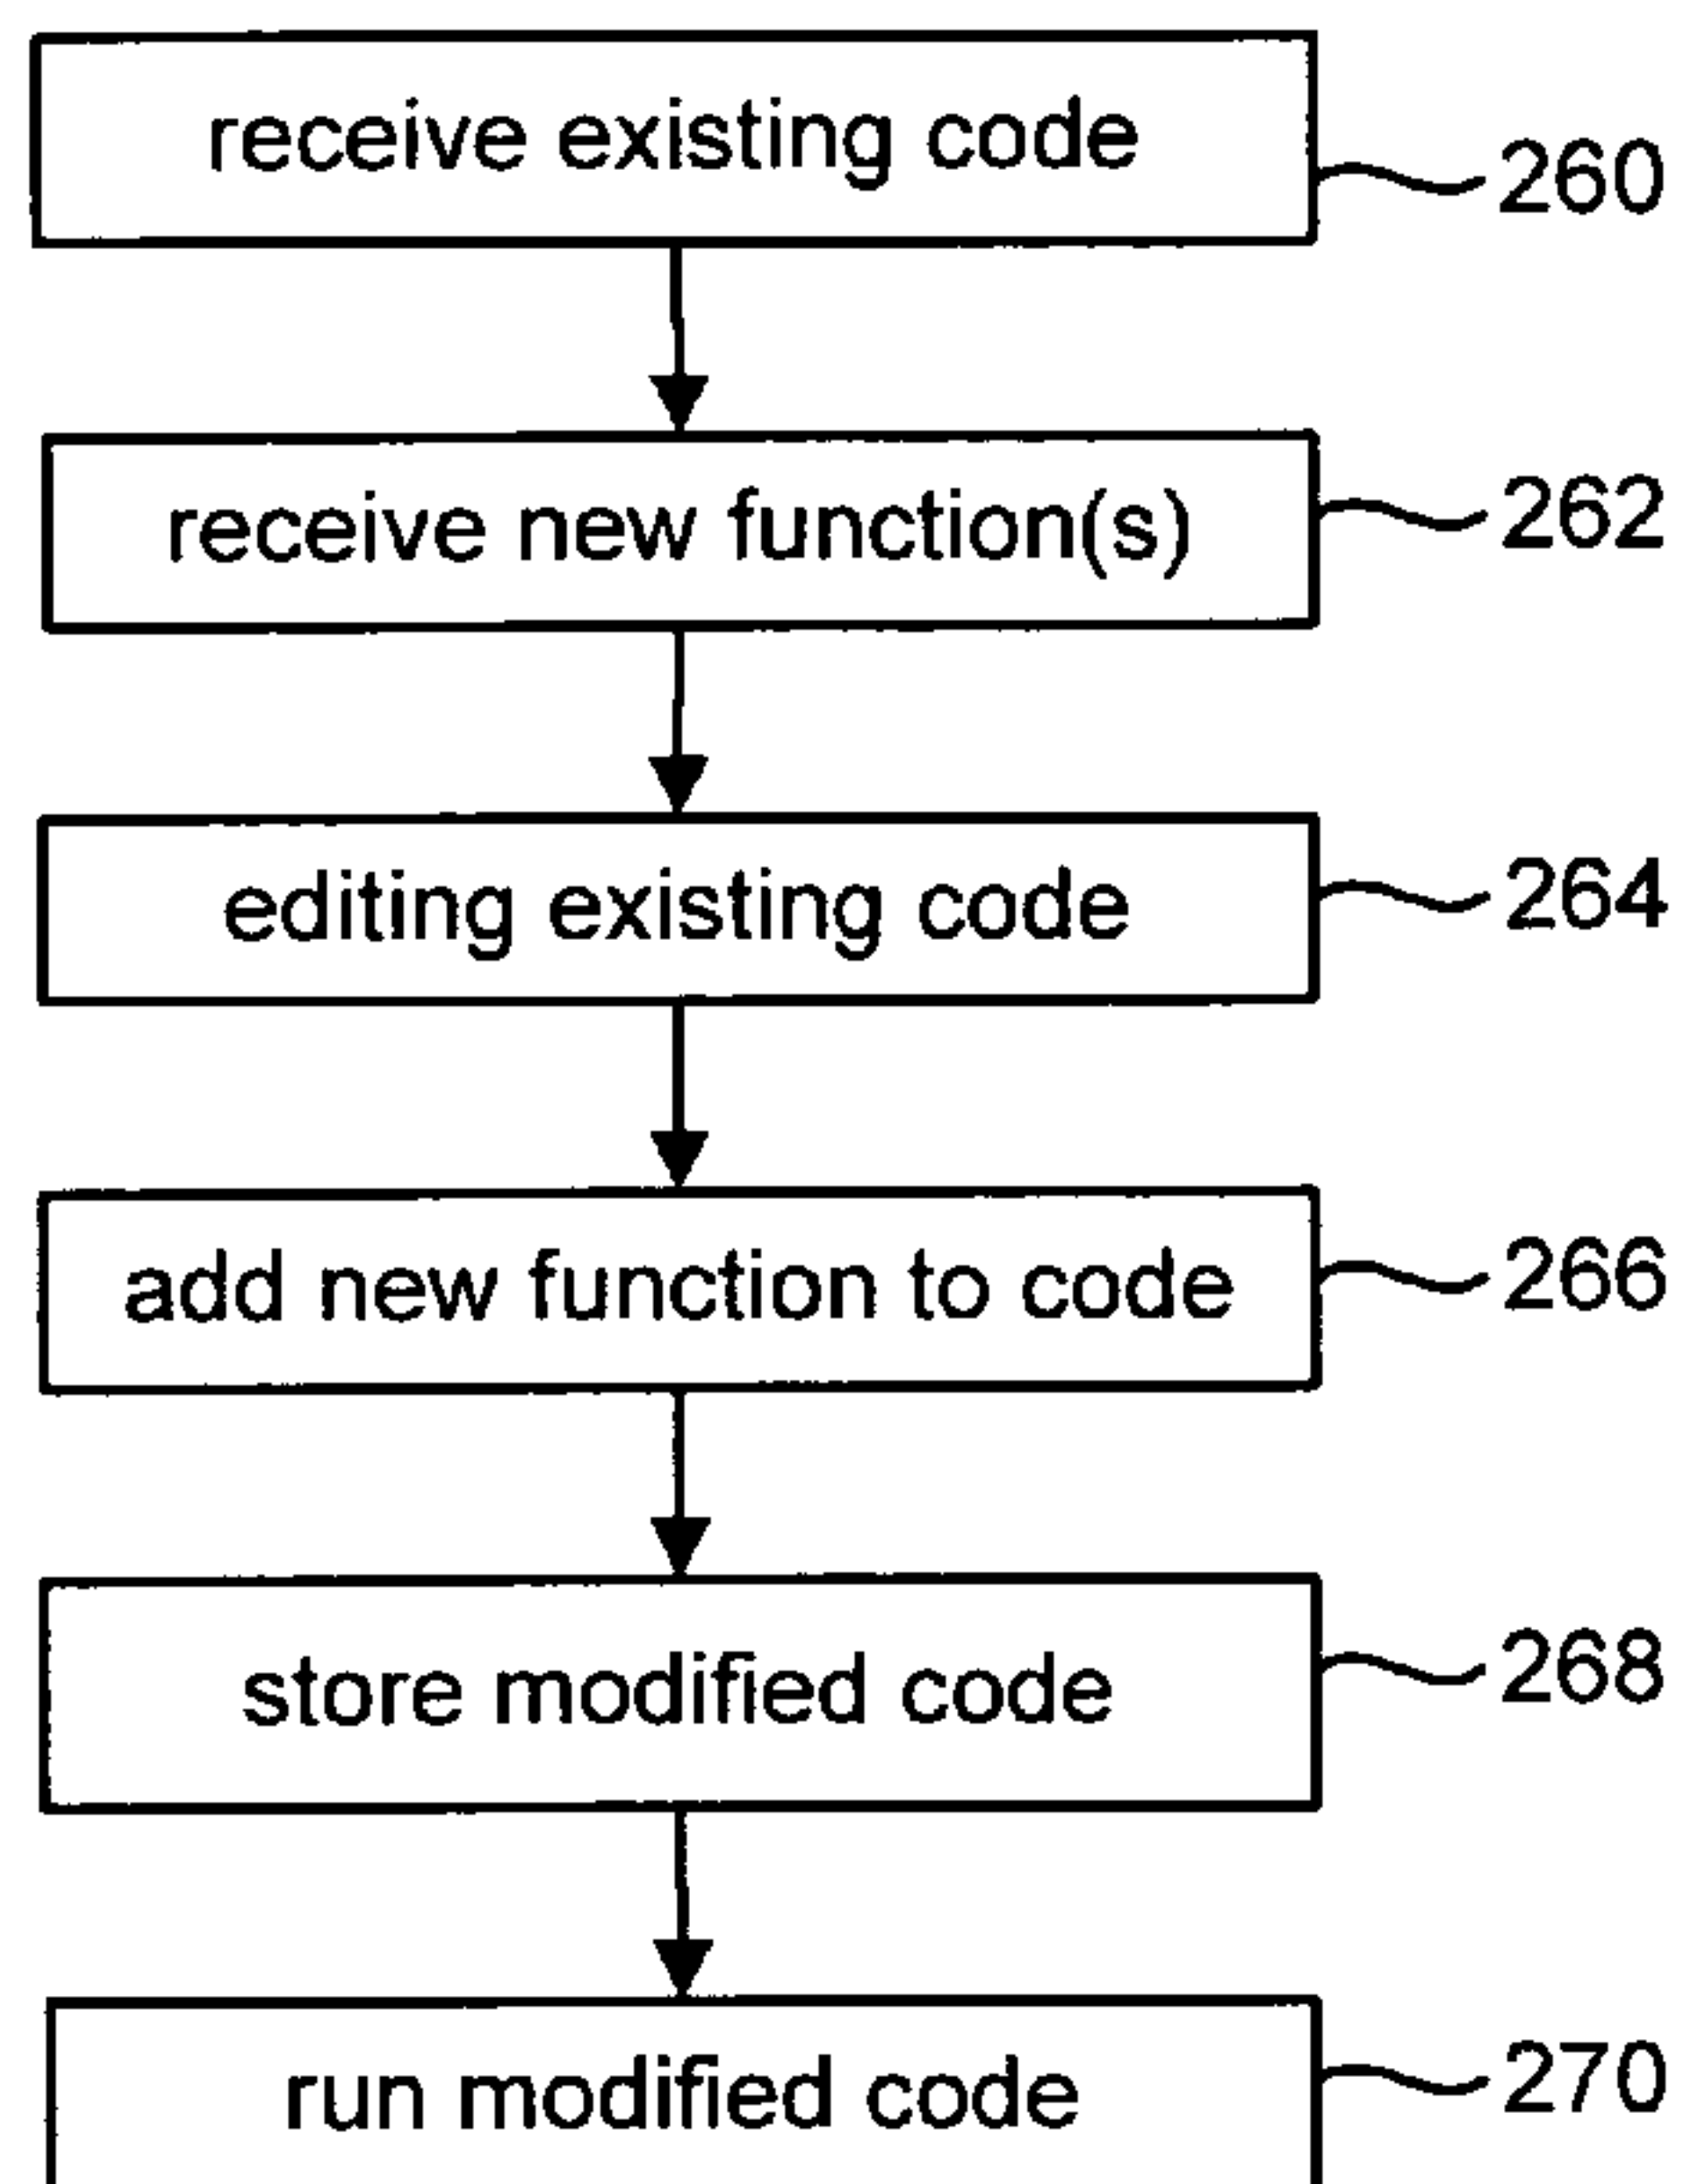 receive existing code
260
receive new function(s)
262
editing existing code
264
add new function to code
266
store modified code
268
run modified code
270